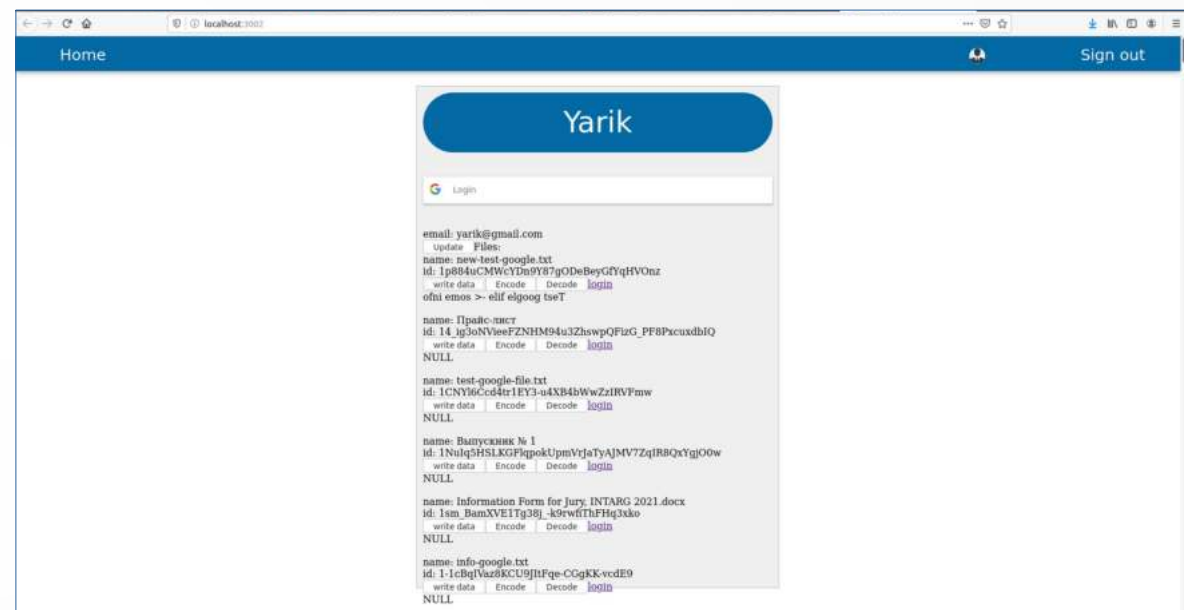 localhost:3002
Home
Sign out
Yarik
Login
email: yarik@gmail.com
Update Files:
name: new-test-google.txt
id: 1p884uCMWcYDn9Y87gODeBeyGfYqHVOnz
write data Encode Decode login
ofni emos >- elif elgoog tseT
name: Прайс-лист
id: 14_ig3oNVieeFZNHM94u3ZhswpQFizG_PF8PxcuxdbIQ
write data Encode Decode login
NULL
name: test-google-file.txt
id: 1CNYl6Ccd4tr1EY3-u4XB4bWwZzIRVFmw
write data Encode Decode login
NULL
name: Выпускник № 1
id: 1NuIq5HSLKGFlqpokUpmVrJaTyAJMV7ZqIR8QxYgjO0w
write data Encode Decode login
NULL
name: Information Form for Jury, INTARG 2021.docx
id: 1sm_BamXVE1Tg38j_-k9rwfiThFHq3xko
write data Encode Decode login
NULL
name: info-google.txt
id: 1-1cBqIVaz8KCU9JItFqe-CGgKK-vcdE9
write data Encode Decode login
NULL